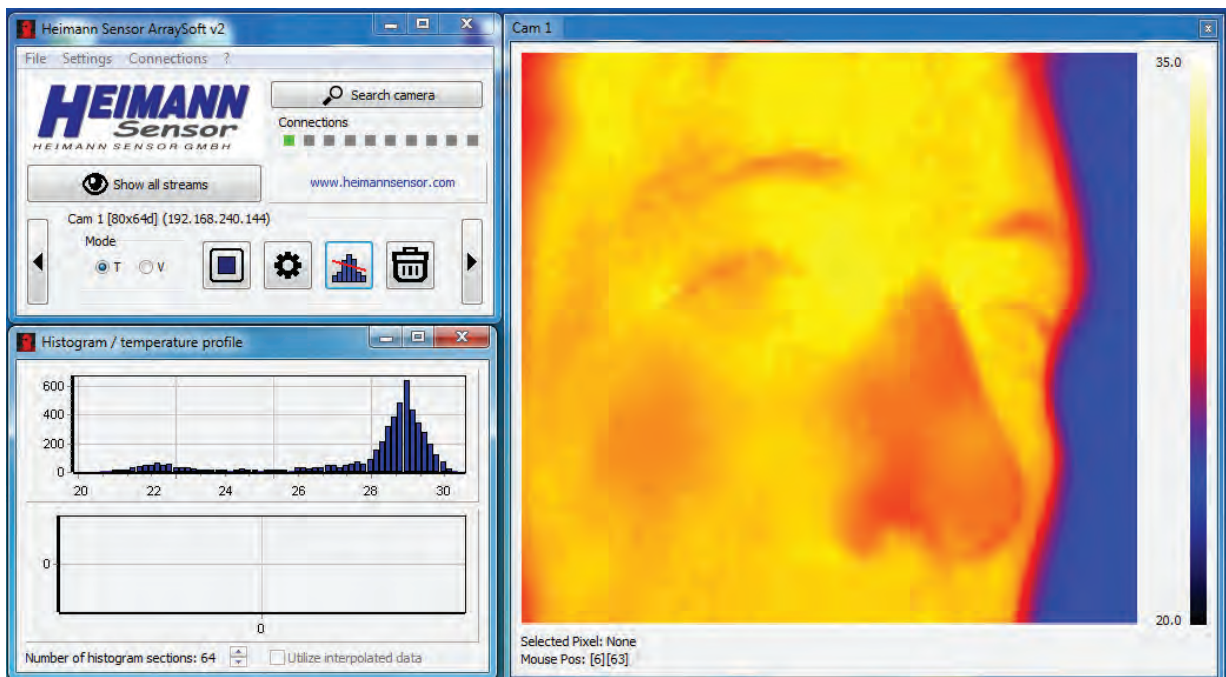 Heimann Sensor ArraySoft v2
File Settings Connections ?
HEIMANN
Sensor
HEIMANN SENSOR GMBH
Search camera
Connections
Show all streams
www.heimannsensor.com
Cam 1 [80x64d] (192.168.240.144)
Mode
T V
Histogram / temperature profile
600
400
200
0
20 22 24 26 28 30
0
0
Number of histogram sections: 64 Utilize interpolated data
Cam 1
35.0
20.0
Selected Pixel: None
Mouse Pos: [6][63]